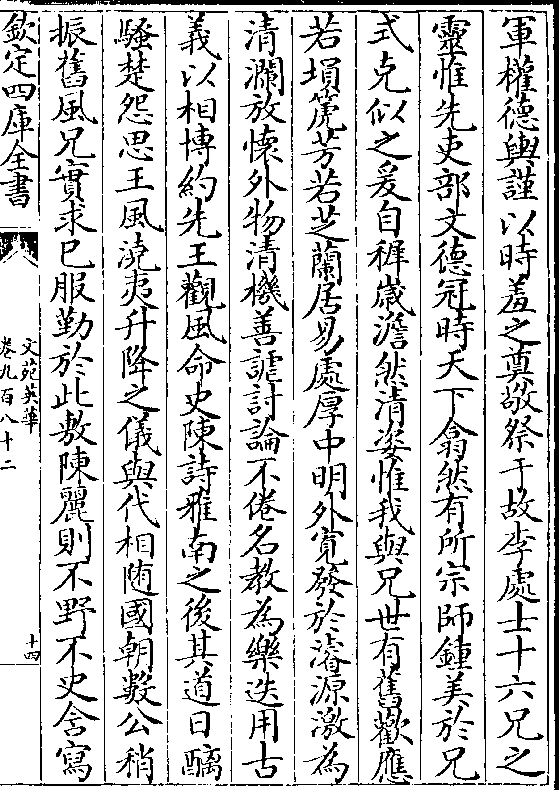 軍權德輿謹以時羞之奠敬祭于故李處士十六兄之
靈惟先吏部文德冠時天下翕然有所宗師鍾美於兄
式克似之爰自稺歲澹然清姿惟我與兄世有舊歡應
若塤箎芳若芝蘭居易處厚中明外寛發於濬源激為
清瀾放懷外物清機善謔討論不倦名教為樂迭用古
義以相博約先王觀風命史陳詩雅南之後其道日醨
騷楚怨思王風澆夷升降之儀與代相随國朝數公稍
振舊風兄實求已服勤於此敷陳麗則不野不史含寫
欽定四庫全書
文苑英華
卷九百八十二
十四